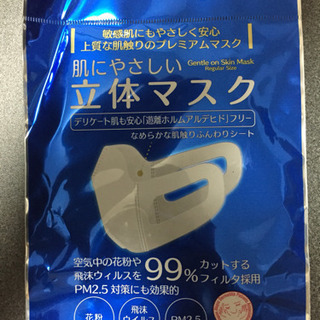 敏感肌にもやさしく安心
上質な肌触りのプレミアムマスク
肌にやさしい
Gentle on Skin Mask
Regular Size
立体マスク
デリケート肌も安心「遊離ホルムアルデヒド」フリー
なめらかな肌触りふんわりシート
空気中の花粉や
飛沫ウィルスを99%カットする
PM2.5対策にも効果的 フィルタ採用
花粉
飛沫
ウイルス
PM2.5